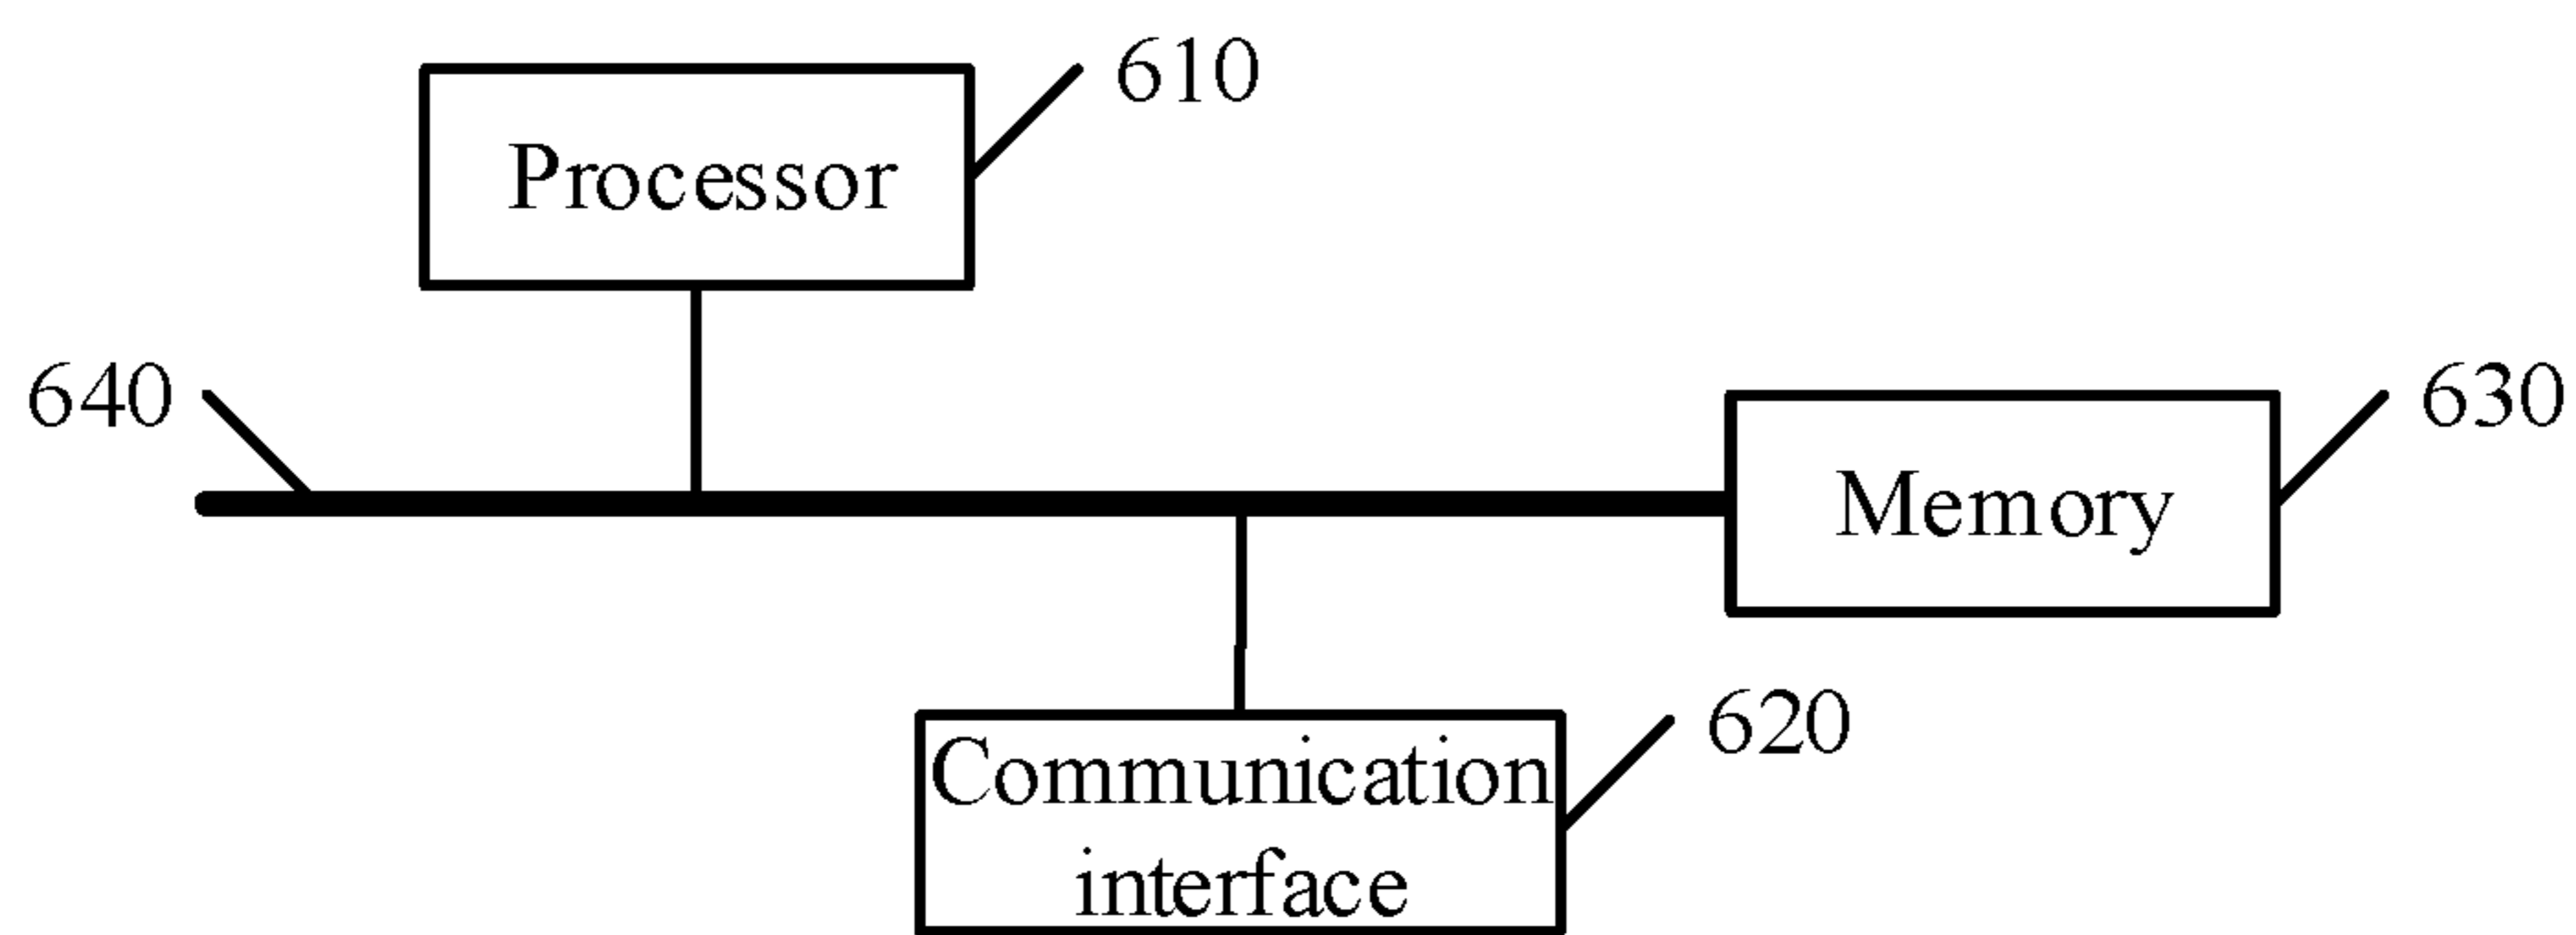 610
Processor
640
630
Memory
620
Communication
interface